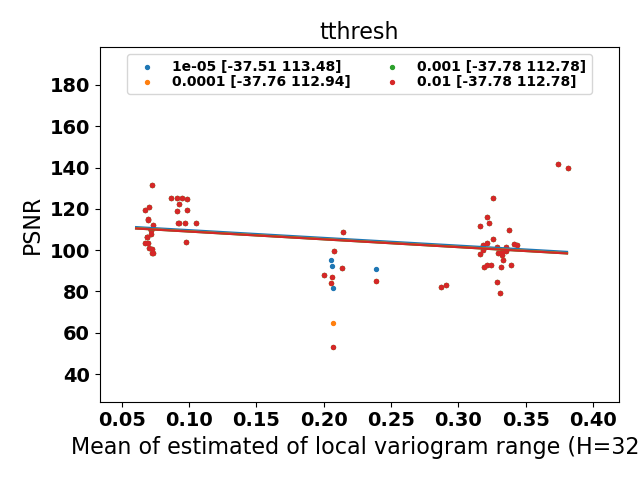 tthresh
1e-05 [-37.51 113.48]
0.0001 [-37.76 112.94]
0.001 [-37.78 112.78]
0.01 [-37.78 112.78]
PSNR
180
160
140
120
100
80
60
40
0.05 0.10 0.15 0.20 0.25 0.30 0.35 0.40
Mean of estimated of local variogram range (H=32